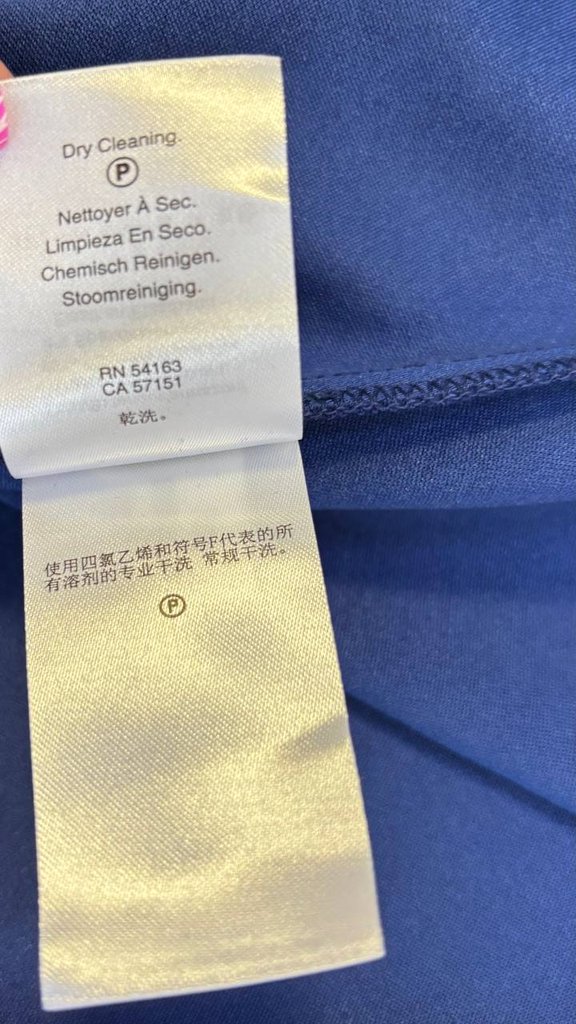 Dry Cleaning.
P
Nettoyer À Sec.
Limpieza En Seco.
Chemisch Reinigen.
Stoomreiniging.
RN 54163
CA 57151
乾洗。
使用四氯乙烯和符号F代表的所
有溶剂的专业干洗 常规干洗。
P